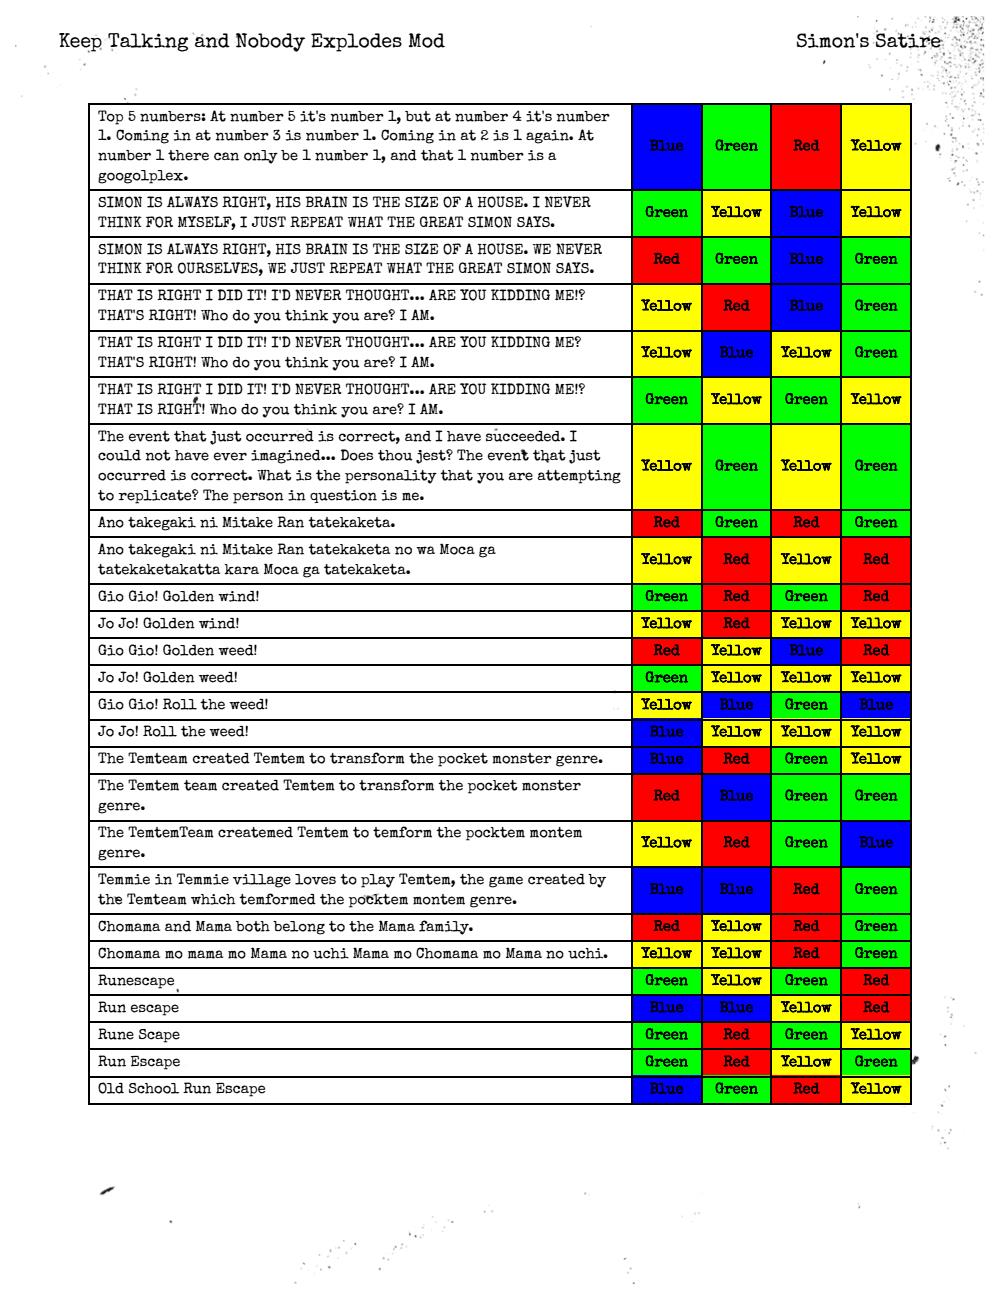 Keep Talking and Nobody Explodes Mod Simon's Satire
Top 5 numbers: At number 5 it's number 1, but at number 4 it's number
1. Coming in at number 3 is number 1. Coming in at 2 is 1 again. At
number 1 there can only be 1 number 1, and that 1 number is a
googolplex.
Blue Green Red Yellow
SIMON IS ALWAYS RIGHT, HIS BRAIN IS THE SIZE OF A HOUSE. I NEVER
THINK FOR MYSELF, I JUST REPEAT WHAT THE GREAT SIMON SAYS.
Green Yellow Blue Yellow
SIMON IS ALWAYS RIGHT, HIS BRAIN IS THE SIZE OF A HOUSE. WE NEVER
THINK FOR OURSELVES, WE JUST REPEAT WHAT THE GREAT SIMON SAYS.
Red Green Blue Green
THAT IS RIGHT I DID IT! I'D NEVER THOUGHT... ARE YOU KIDDING ME!?
THAT'S RIGHT! Who do you think you are? I AM.
Yellow Red Blue Green
THAT IS RIGHT I DID IT! I'D NEVER THOUGHT... ARE YOU KIDDING ME?
THAT'S RIGHT! Who do you think you are? I AM.
Yellow Blue Yellow Green
THAT IS RIGHT I DID IT! I'D NEVER THOUGHT... ARE YOU KIDDING ME!?
THAT IS RIGHT! Who do you think you are? I AM.
Green Yellow Green Yellow
The event that just occurred is correct, and I have succeeded. I
could not have ever imagined... Does thou jest? The event that just
occurred is correct. What is the personality that you are attempting
to replicate? The person in question is me.
Yellow Green Yellow Green
Ano takegaki ni Mitake Ran tatekaketa. Red Green Red Green
Ano takegaki ni Mitake Ran tatekaketa no wa Moca ga
tatekaketakatta kara Moca ga tatekaketa.
Yellow Red Yellow Red
Gio Gio! Golden wind! Green Red Green Red
Jo Jo! Golden wind! Yellow Red Yellow Yellow
Gio Gio! Golden weed! Red Yellow Blue Red
Jo Jo! Golden weed! Green Yellow Yellow Yellow
Gio Gio! Roll the weed! Yellow Blue Green Blue
Jo Jo! Roll the weed! Blue Yellow Yellow Yellow
The Temteam created Temtem to transform the pocket monster genre. Blue Red Green Yellow
The Temtem team created Temtem to transform the pocket monster
genre.
Red Blue Green Green
The TemtemTeam createmed Temtem to temform the pocktem montem
genre.
Yellow Red Green Blue
Temmie in Temmie village loves to play Temtem, the game created by
the Temteam which temformed the pocktem montem genre.
Blue Blue Red Green
Chomama and Mama both belong to the Mama family. Red Yellow Red Green
Chomama mo mama mo Mama no uchi Mama mo Chomama mo Mama no uchi. Yellow Yellow Red Green
Runescape Green Yellow Green Red
Run escape Blue Blue Yellow Red
Rune Scape Green Red Green Yellow
Run Escape Green Red Yellow Green
Old School Run Escape Blue Green Red Yellow